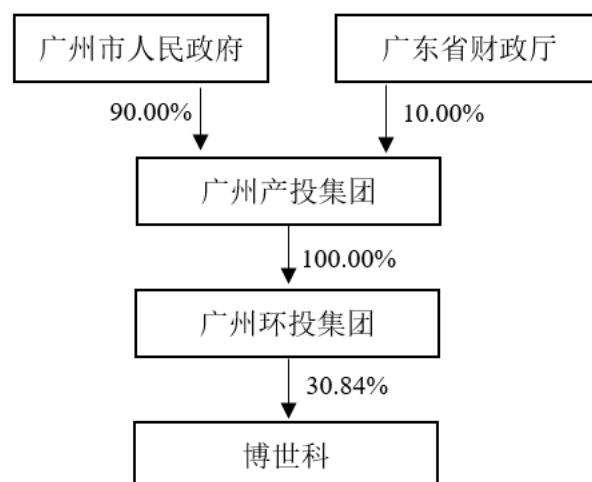 广州市人民政府
广东省财政厅
90.00%
10.00%
广州产投集团
100.00%
广州环投集团
30.84%
博世科